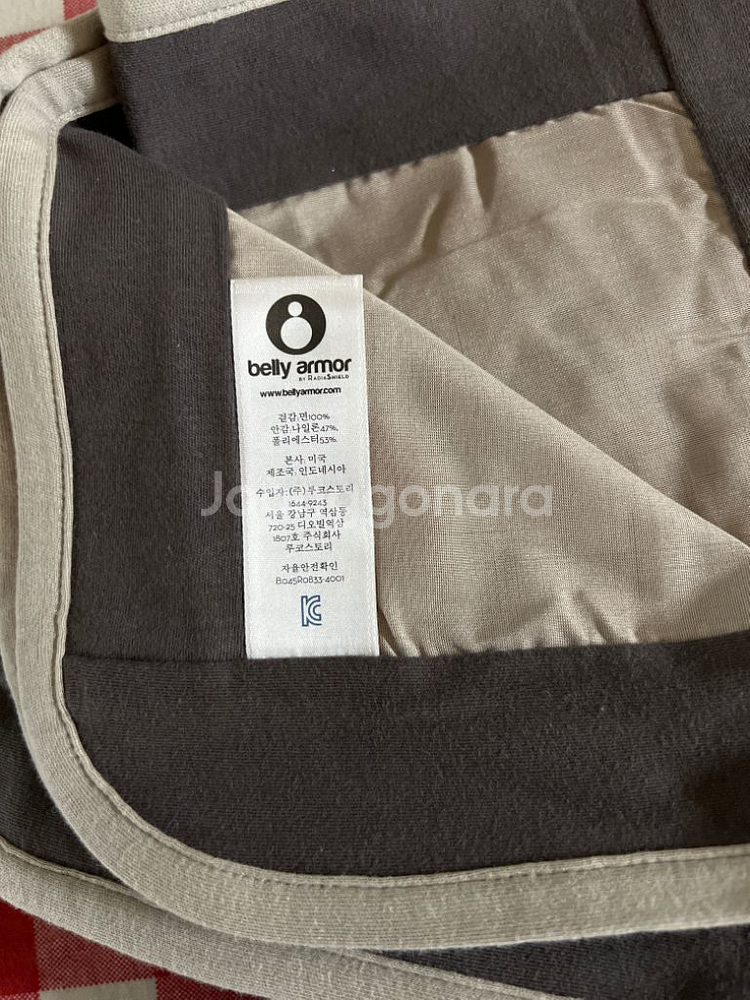 belly armor
BY RADIASHIELD
www.bellyarmor.com
겉감:면100%
안감:나일론47%,
폴리에스터53%
본사: 미국
제조국: 인도네시아
수입자: (주)루코스토리
1644-9243
서울 강남구 역삼동
720-25 디오빌역삼
1807호 주식회사
루코스토리
자율안전확인
B045R0833-4001
Joonggonara